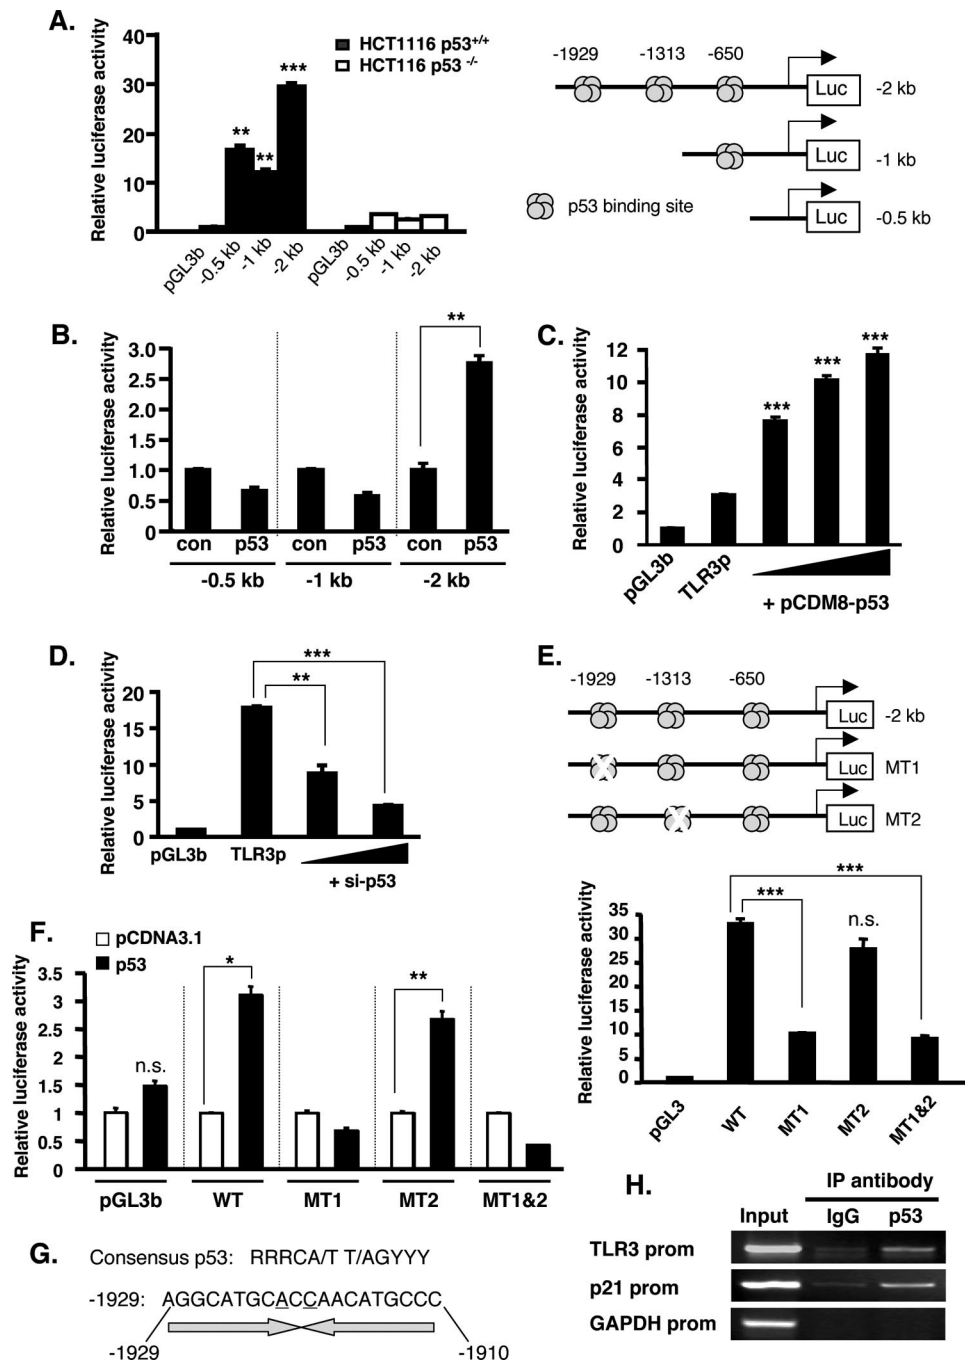 A.
Relative luciferase activity
40
30
20
10
0
HCT1116 p53+/+
HCT116 p53 -/-
***
**
**
pGL3b
-0.5 kb
-1 kb
-2 kb
pGL3b
-0.5 kb
-1 kb
-2 kb
-1929 -1313 -650
Luc -2 kb
Luc -1 kb
Luc -0.5 kb
p53 binding site
B.
Relative luciferase activity
3.0
2.5
2.0
1.0
0.5
0
**
con p53 con p53 con p53
-0.5 kb -1 kb -2 kb
C.
Relative luciferase activity
12
10
8
6
4
2
0
***
***
***
pGL3b
TLR3p
+ pCDM8-p53
D.
Relative luciferase activity
20
15
10
5
0
***
**
pGL3b TLR3p
+ si-p53
E.
-1929 -1313 -650
Luc -2 kb
Luc MT1
Luc MT2
Relative luciferase activity
35
30
25
20
15
10
5
0
***
***
n.s.
pGL3
WT
MT1
MT2
MT1&2
F.
pCDNA3.1
p53
Relative luciferase activity
3.5
3
2.5
2
1.5
1
0.5
0
n.s.
*
**
pGL3b WT MT1 MT2 MT1&2
G.
Consensus p53: RRRCA/T T/AGYYY
-1929: AGGCATGCACCAACATGCCC
-1929 -1910
H.
IP antibody
Input IgG p53
TLR3 prom
p21 prom
GAPDH prom